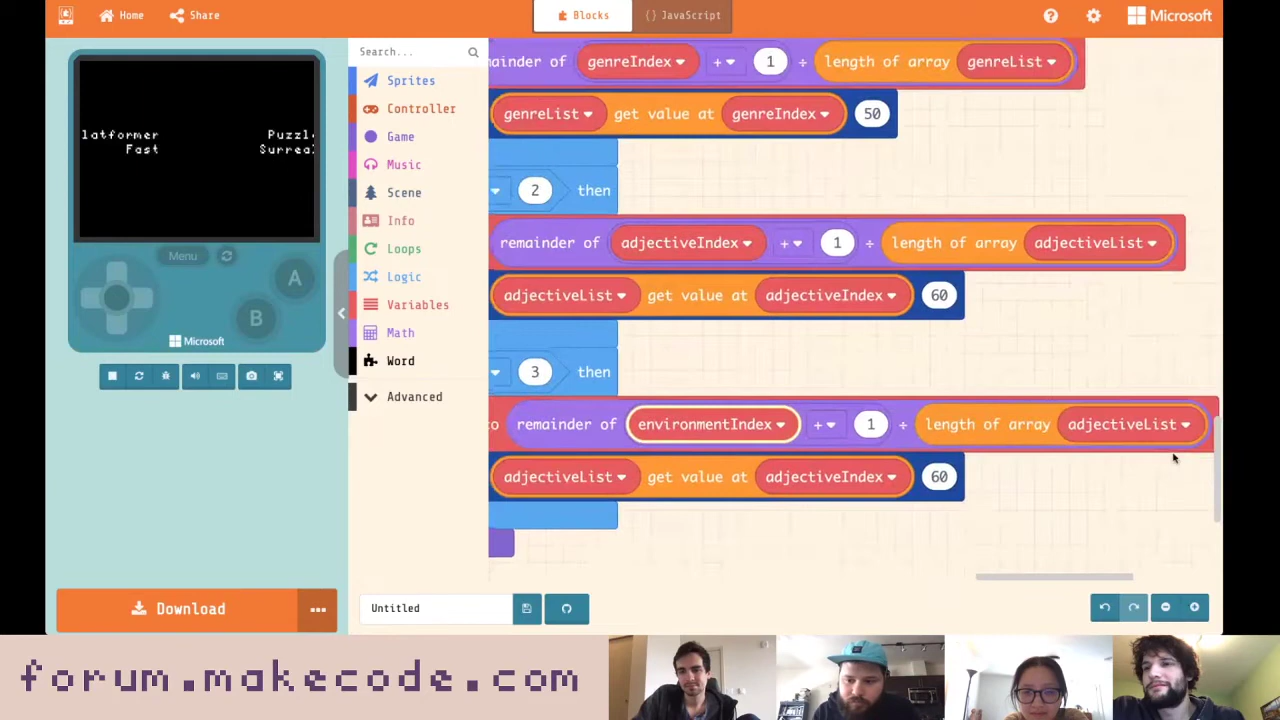 Home Share Blocks {} JavaScript ? Microsoft
Search...
Sprites
Controller
Game
Music
Scene
Info
Loops
Logic
Variables
Math
Word
Advanced
latformer Puzzle
Fast Surreal
Menu
A
B
Microsoft
Download ...
ainder of genreIndex + 1 ÷ length of array genreList
genreList get value at genreIndex 50
2 then
remainder of adjectiveIndex + 1 ÷ length of array adjectiveList
adjectiveList get value at adjectiveIndex 60
3 then
to remainder of environmentIndex + 1 ÷ length of array adjectiveList
adjectiveList get value at adjectiveIndex 60
Untitled
forum.makecode.com